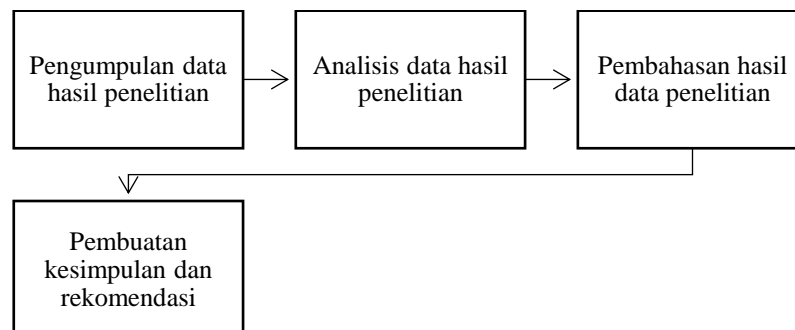 Pengumpulan data
hasil penelitian
Analisis data hasil
penelitian
Pembahasan hasil
data penelitian
Pembuatan
kesimpulan dan
rekomendasi